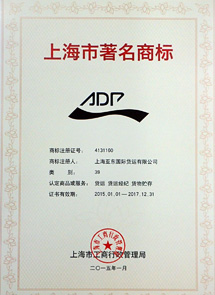 上海市著名商标
ADP
商标注册证号： 4131100
商标注册人： 上海亚东国际货运有限公司
类 别： 39
认定商品或服务： 货运 货运经纪 货物贮存
证书有效期： 2015.01.01—2017.12.31
上海市工商行政管理局
二〇一五年一月